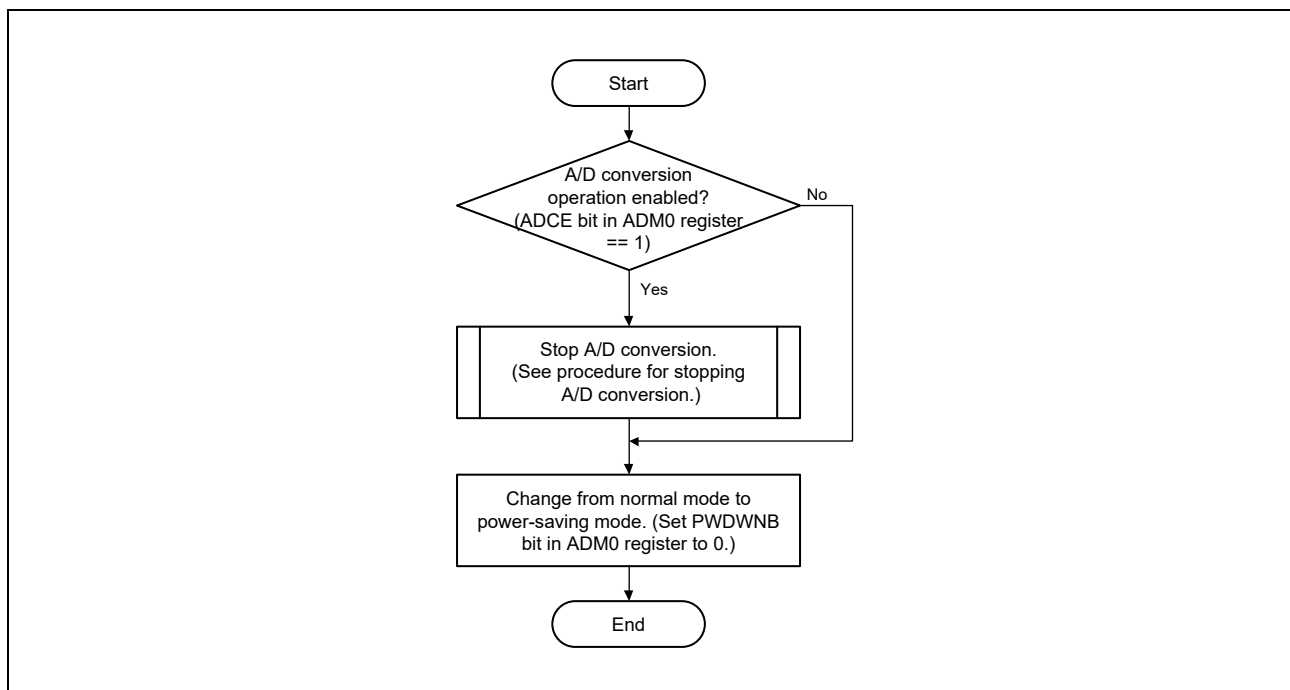 Start
A/D conversion
operation enabled?
(ADCE bit in ADM0 register
== 1)
No
Yes
Stop A/D conversion.
(See procedure for stopping
A/D conversion.)
Change from normal mode to
power-saving mode. (Set PWDWNB
bit in ADM0 register to 0.)
End